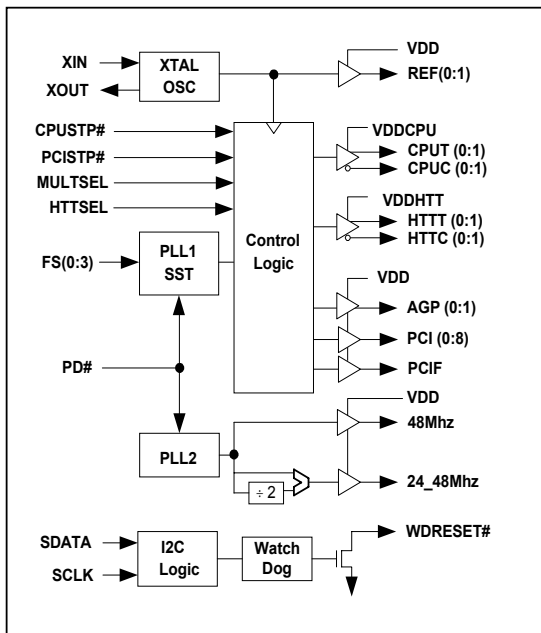 XIN
XOUT
XTAL
OSC
VDD
REF(0:1)
CPUSTP#
PCISTP#
MULTSEL
HTTSEL
VDDCPU
CPUT (0:1)
CPUC (0:1)
VDDHTT
HTTT (0:1)
HTTC (0:1)
Control
Logic
FS(0:3)
PLL1
SST
VDD
AGP (0:1)
PCI (0:8)
PCIF
PD#
VDD
48Mhz
PLL2
÷ 2
24_48Mhz
WDRESET#
SDATA
SCLK
I2C
Logic
Watch
Dog